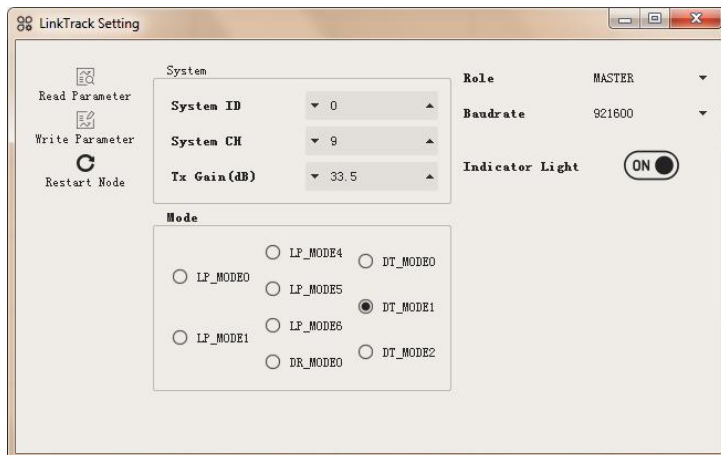 LinkTrack Setting
Read Parameter
Write Parameter
Restart Node
System
System ID 0
System CH 9
Tx Gain(dB) 33.5
Role MASTER
Baudrate 921600
Indicator Light ON
Mode
LP_MODE0
LP_MODE1
LP_MODE4
LP_MODE5
LP_MODE6
DR_MODE0
DT_MODE0
DT_MODE1
DT_MODE2